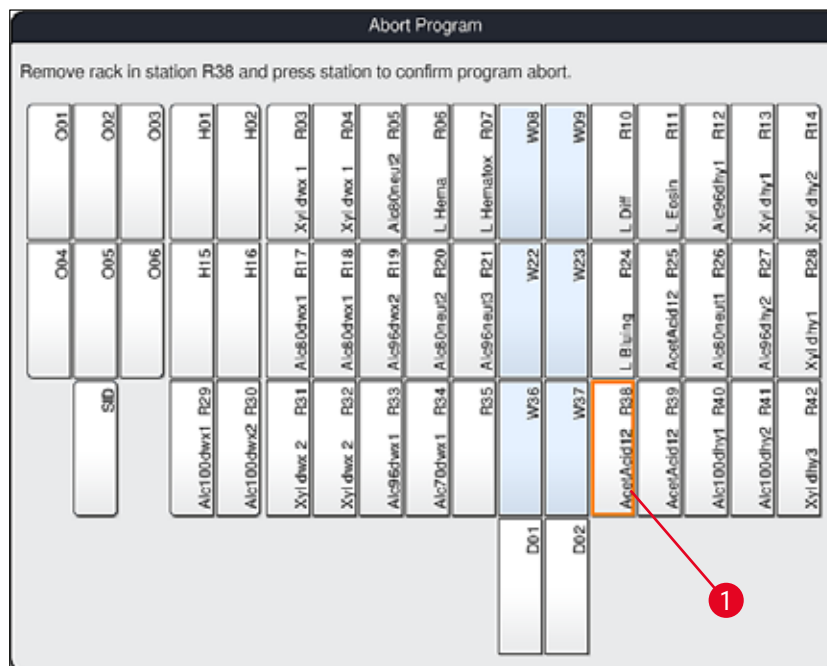 Abort Program
Remove rack in station R38 and press station to confirm program abort.
O01
O02
O03
H01
H02
Xyl dwx 1 R03
Xyl dwx 1 R04
Alc80neut2 R05
L Hema R06
L Hematox R07
W08
W09
L Diff R10
L Eosin R11
Alc96dhy1 R12
Xyl dhy1 R13
Xyl dhy2 R14
O04
O05
O06
H15
H16
Alc80dwx1 R17
Alc80dwx1 R18
Alc96dwx2 R19
Alc80neut2 R20
Alc96neut3 R21
W22
W23
L Bluing R24
AcetAcid12 R25
Alc80neut1 R26
Alc96dhy2 R27
Xyl dhy1 R28
SID
Alc100dwx1 R29
Alc100dwx2 R30
Xyl dwx 2 R31
Xyl dwx 2 R32
Alc96dwx1 R33
Alc70dwx1 R34
R35
W36
W37
AcetAcid12 R38
AcetAcid12 R39
Alc100dhy1 R40
Alc100dhy2 R41
Xyl dhy3 R42
D01
D02
1